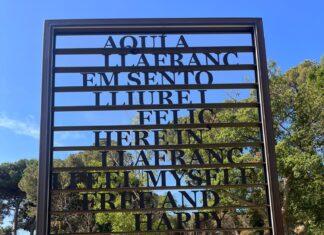 AQUÍ A
LLAFRANC
EM SENTO
LLIURE I
FELIÇ
HERE IN
LLAFRANC
I FEEL MYSELF
FREE AND
HAPPY